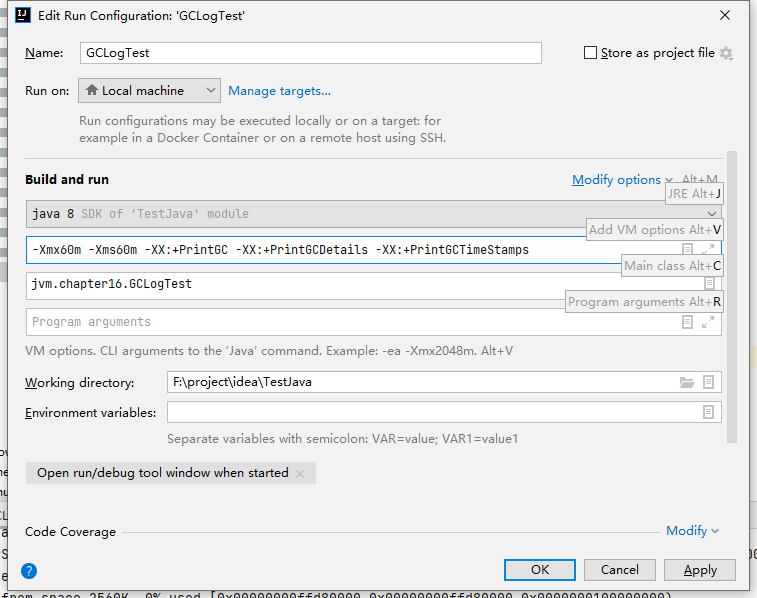 Edit Run Configuration: 'GCLogTest'
Name: GCLogTest Store as project file
Run on: Local machine Manage targets...
Run configurations may be executed locally or on a target: for
example in a Docker Container or on a remote host using SSH.
Build and run Modify options Alt+M
JRE Alt+J
java 8 SDK of 'TestJava' module
Add VM options Alt+V
-Xmx60m -Xms60m -XX:+PrintGC -XX:+PrintGCDetails -XX:+PrintGCTimeStamps
Main class Alt+C
jvm.chapter16.GCLogTest
Program arguments Alt+R
Program arguments
VM options. CLI arguments to the 'Java' command. Example: -ea -Xmx2048m. Alt+V
Working directory: F:\project\idea\TestJava
Environment variables:
Separate variables with semicolon: VAR=value; VAR1=value1
Open run/debug tool window when started
Code Coverage Modify
? OK Cancel Apply
from space 2560K, 0% used [0x00000000ffd80000,0x00000000ffd80000,0x0000000100000000)